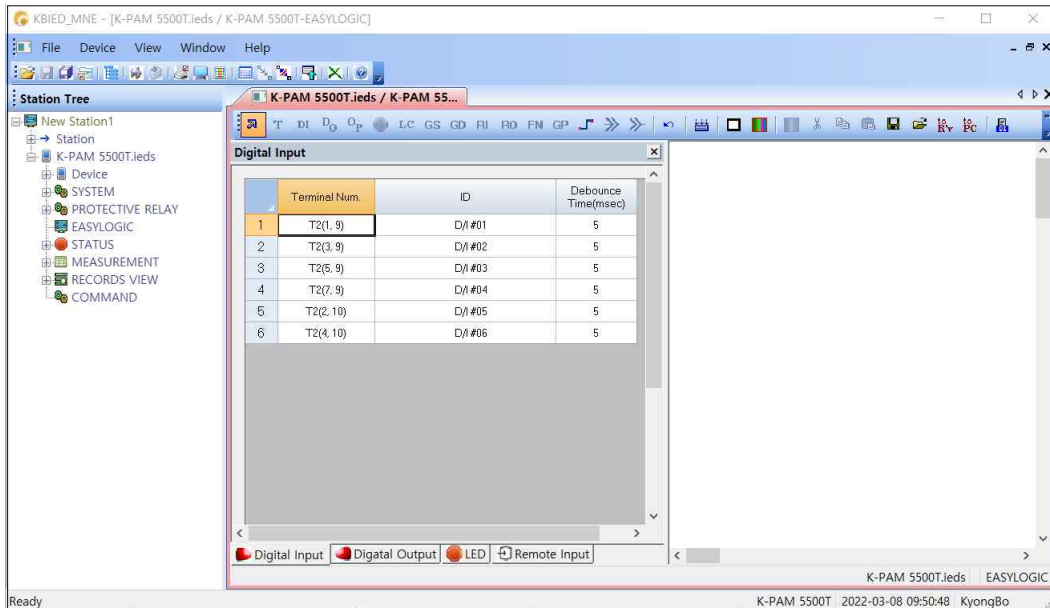 KBIED_MNE - [K-PAM 5500T.ieds / K-PAM 5500T-EASYLOGIC]
File Device View Window Help
Station Tree
K-PAM 5500T.ieds / K-PAM 55...
New Station1
Station
K-PAM 5500T.ieds
Device
SYSTEM
PROTECTIVE RELAY
EASYLOGIC
STATUS
MEASUREMENT
RECORDS VIEW
COMMAND
T DI DO OP LC GS GD RI RO FN GP
Digital Input
Terminal Num. ID Debounce Time(msec)
1 T2(1, 9) D/I #01 5
2 T2(3, 9) D/I #02 5
3 T2(5, 9) D/I #03 5
4 T2(7, 9) D/I #04 5
5 T2(2, 10) D/I #05 5
6 T2(4, 10) D/I #06 5
Digital Input Digatal Output LED Remote Input
K-PAM 5500T.ieds EASYLOGIC
Ready K-PAM 5500T 2022-03-08 09:50:48 KyongBo